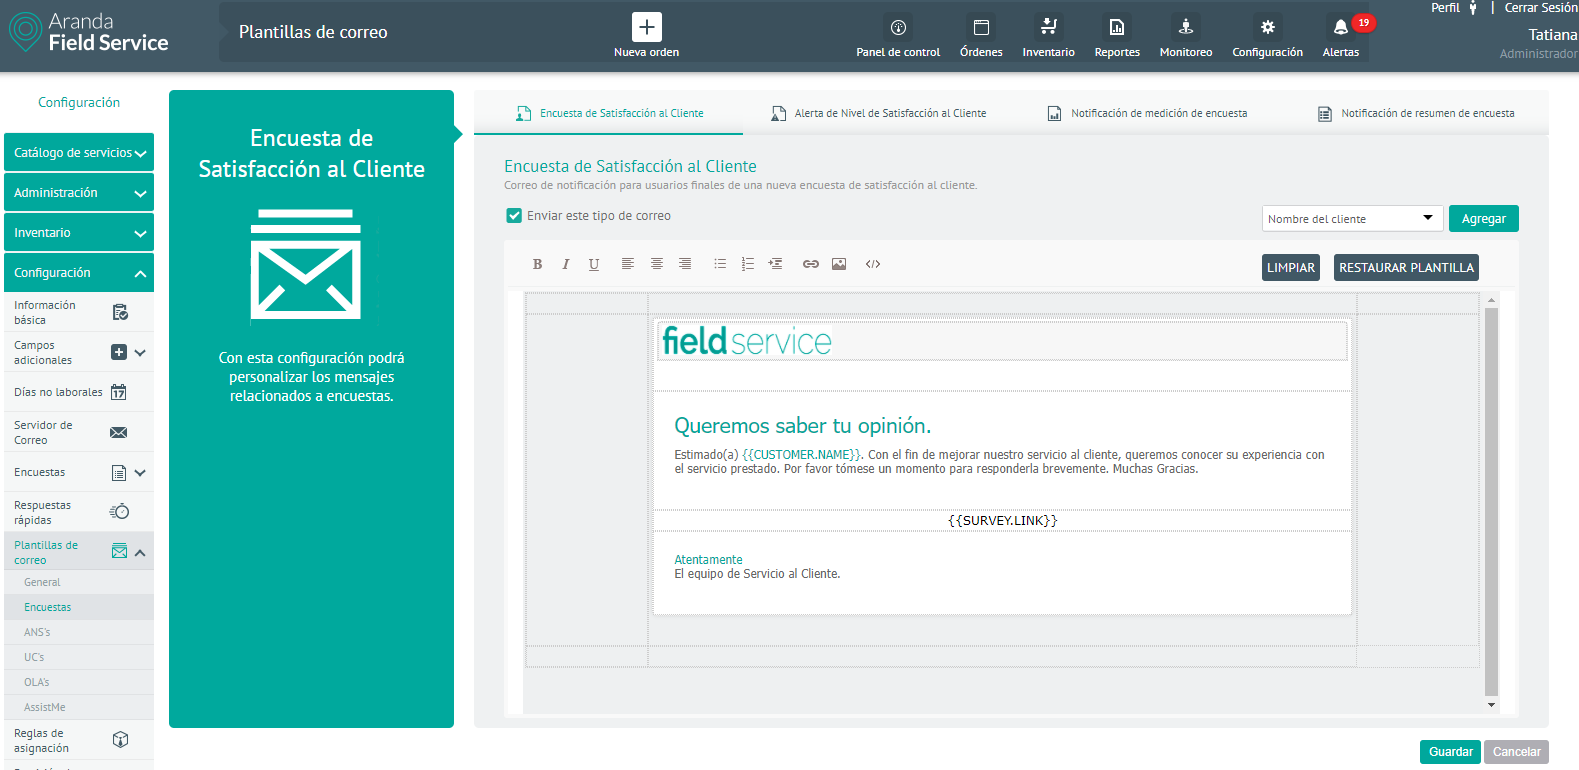 Aranda
Field Service
Plantillas de correo
Nueva orden
Panel de control
Órdenes
Inventario
Reportes
Monitoreo
Configuración
Alertas
19
Perfil | Cerrar Sesión
Tatiana
Administrador
Configuración
Catálogo de servicios
Administración
Inventario
Configuración
Información
básica
Campos
adicionales
Días no laborales
17
Servidor de
Correo
Encuestas
Respuestas
rápidas
Plantillas de
correo
General
Encuestas
ANS's
UC's
OLA's
AssistMe
Reglas de
asignación
Encuesta de
Satisfacción al Cliente
Con esta configuración podrá
personalizar los mensajes
relacionados a encuestas.
Encuesta de Satisfacción al Cliente
Alerta de Nivel de Satisfacción al Cliente
Notificación de medición de encuesta
Notificación de resumen de encuesta
Encuesta de Satisfacción al Cliente
Correo de notificación para usuarios finales de una nueva encuesta de satisfacción al cliente.
Enviar este tipo de correo
Nombre del cliente
Agregar
B I U
LIMPIAR
RESTAURAR PLANTILLA
field service
Queremos saber tu opinión.
Estimado(a) {{CUSTOMER.NAME}}. Con el fin de mejorar nuestro servicio al cliente, queremos conocer su experiencia con
el servicio prestado. Por favor tómese un momento para responderla brevemente. Muchas Gracias.
{{SURVEY.LINK}}
Atentamente
El equipo de Servicio al Cliente.
Guardar
Cancelar